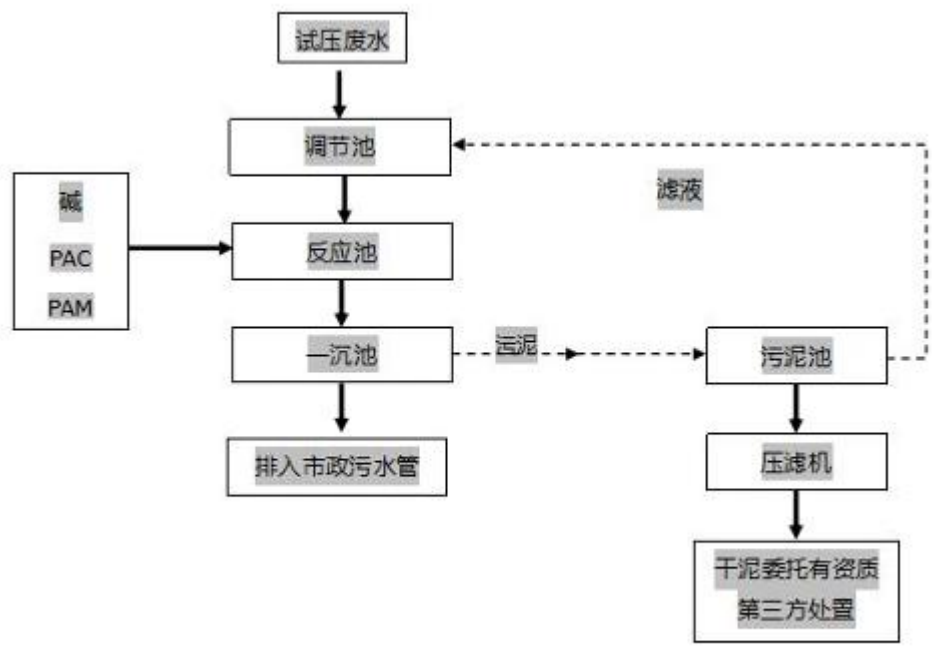 试压废水
调节池
滤液
碱
PAC
PAM
反应池
一沉池
污泥
污泥池
排入市政污水管
压滤机
干泥委托有资质
第三方处置